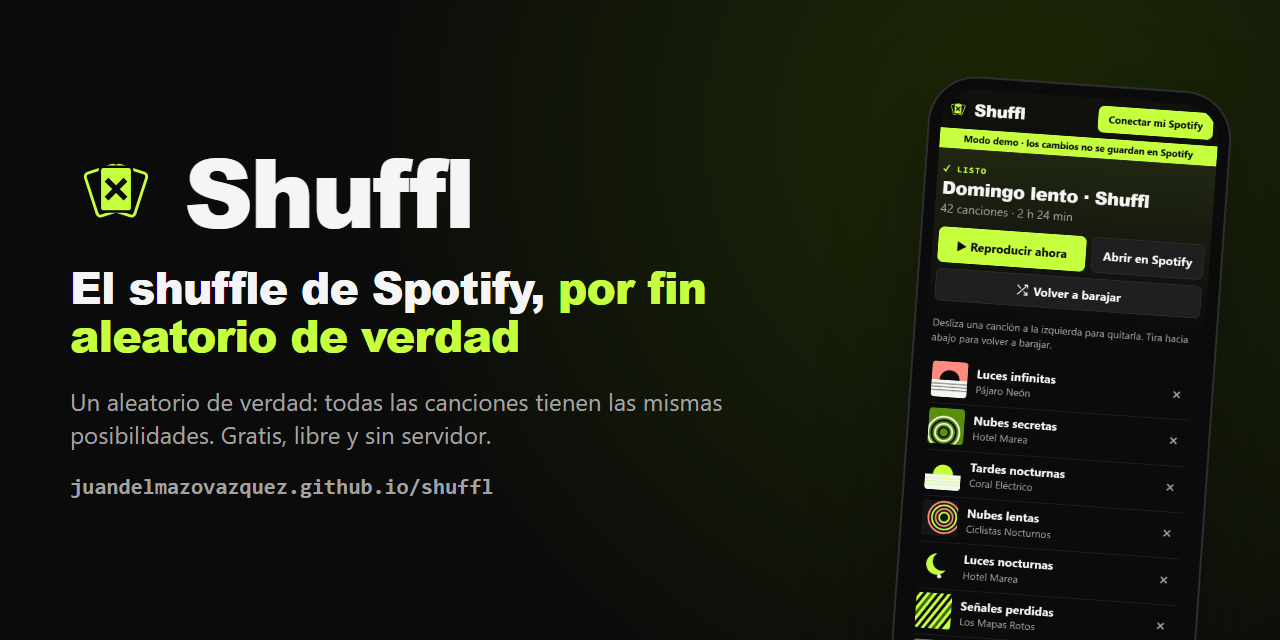 Shuffl
El shuffle de Spotify, por fin
aleatorio de verdad
Un aleatorio de verdad: todas las canciones tienen las mismas
posibilidades. Gratis, libre y sin servidor.
juandelmazovazquez.github.io/shuffl
Shuffl
Conectar mi Spotify
Modo demo · los cambios no se guardan en Spotify
✓ LISTO
Domingo lento · Shuffl
42 canciones · 2 h 24 min
▶ Reproducir ahora
Abrir en Spotify
Volver a barajar
Desliza una canción a la izquierda para quitarla. Tira hacia
abajo para volver a barajar.
Luces infinitas
Pájaro Neón
Nubes secretas
Hotel Marea
Tardes nocturnas
Coral Eléctrico
Nubes lentas
Ciclistas Nocturnos
Luces nocturnas
Hotel Marea
Señales perdidas
Los Mapas Rotos